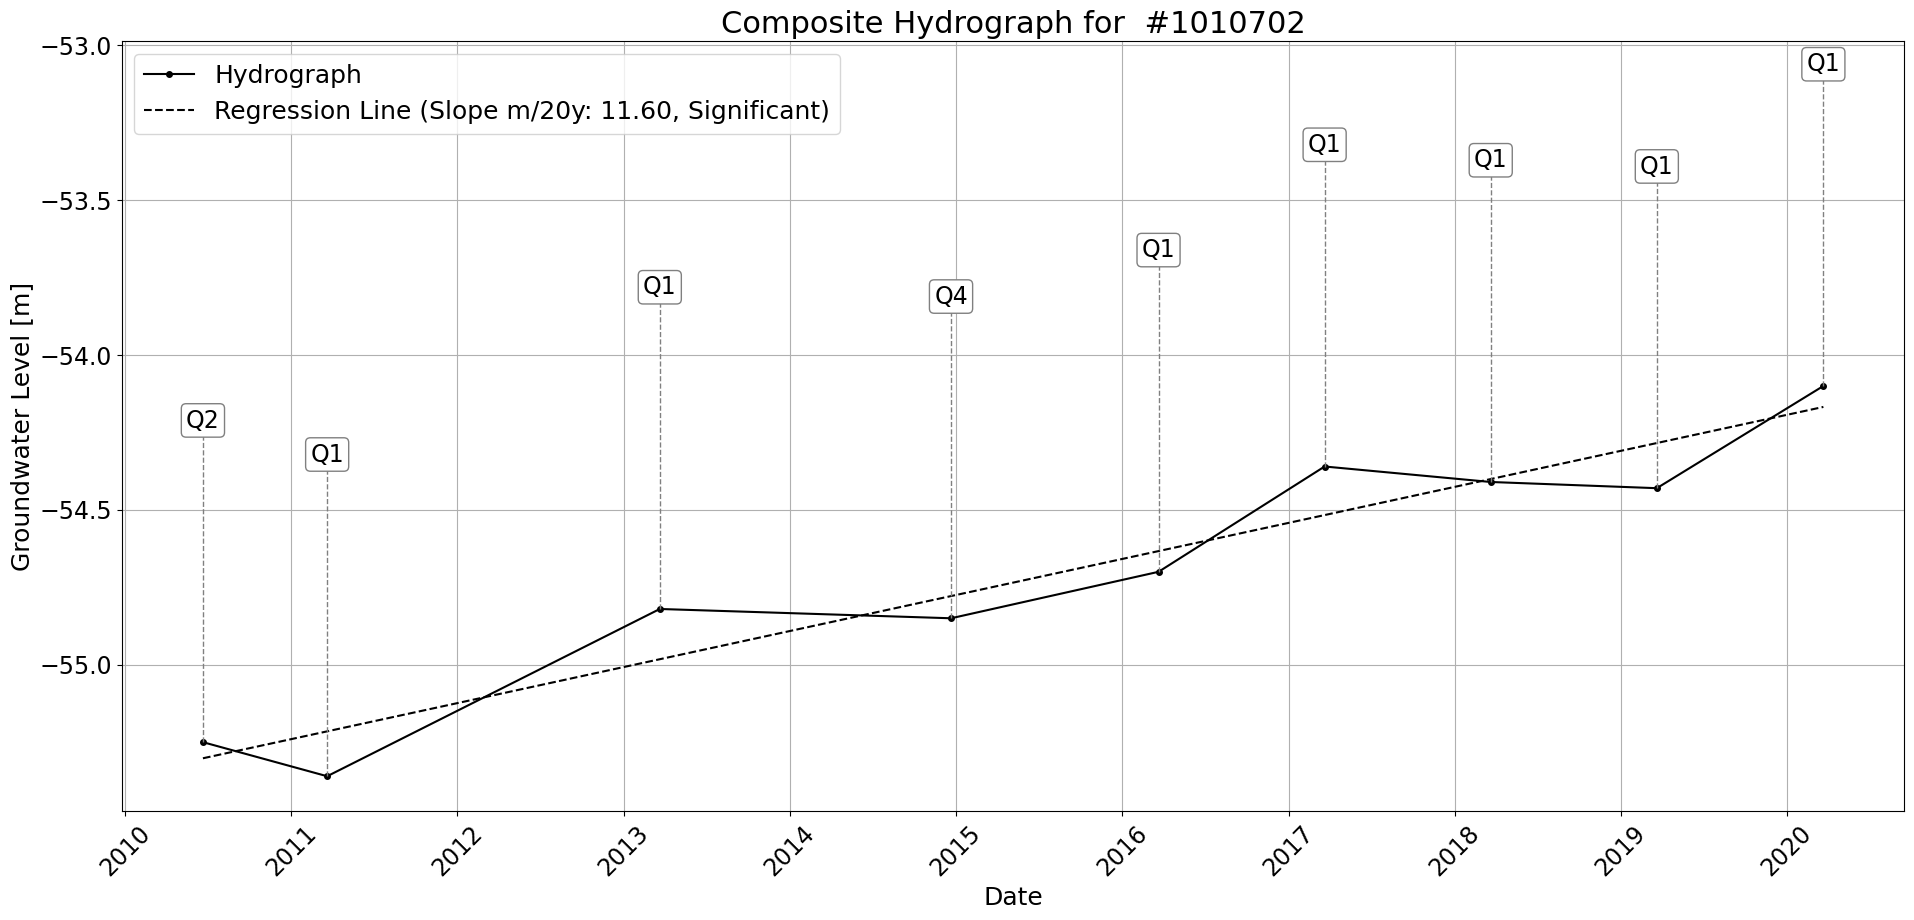 Composite Hydrograph for  #1010702
Hydrograph
Regression Line (Slope m/20y: 11.60, Significant)
Groundwater Level [m]
−53.0
−53.5
−54.0
−54.5
−55.0
Q2
Q1
Q1
Q4
Q1
Q1
Q1
Q1
Q1
2010
2011
2012
2013
2014
2015
2016
2017
2018
2019
2020
Date